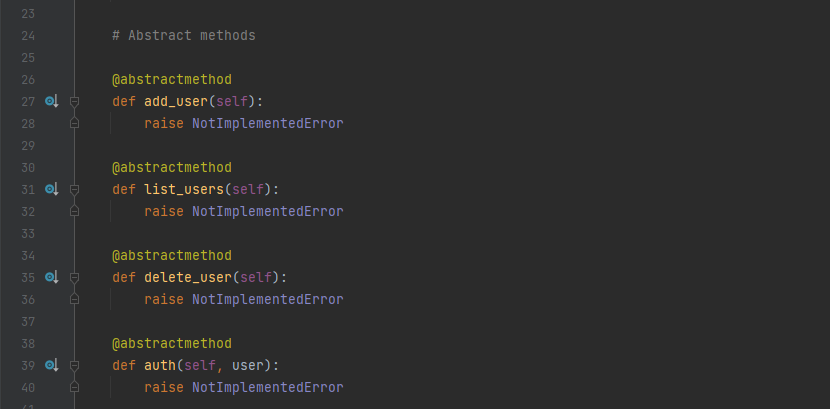 23
24 # Abstract methods
25
26 @abstractmethod
27 def add_user(self):
28 raise NotImplementedError
29
30 @abstractmethod
31 def list_users(self):
32 raise NotImplementedError
33
34 @abstractmethod
35 def delete_user(self):
36 raise NotImplementedError
37
38 @abstractmethod
39 def auth(self, user):
40 raise NotImplementedError
41